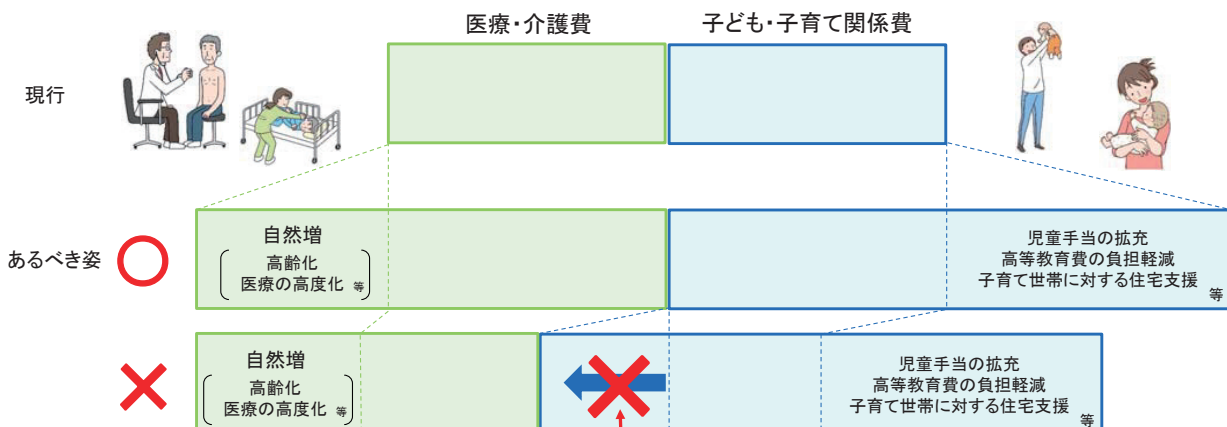 医療・介護費
子ども・子育て関係費
現行
あるべき姿
自然増
高齢化
医療の高度化 等
児童手当の拡充
高等教育費の負担軽減
子育て世帯に対する住宅支援
等
自然増
高齢化
医療の高度化 等
児童手当の拡充
高等教育費の負担軽減
子育て世帯に対する住宅支援
等